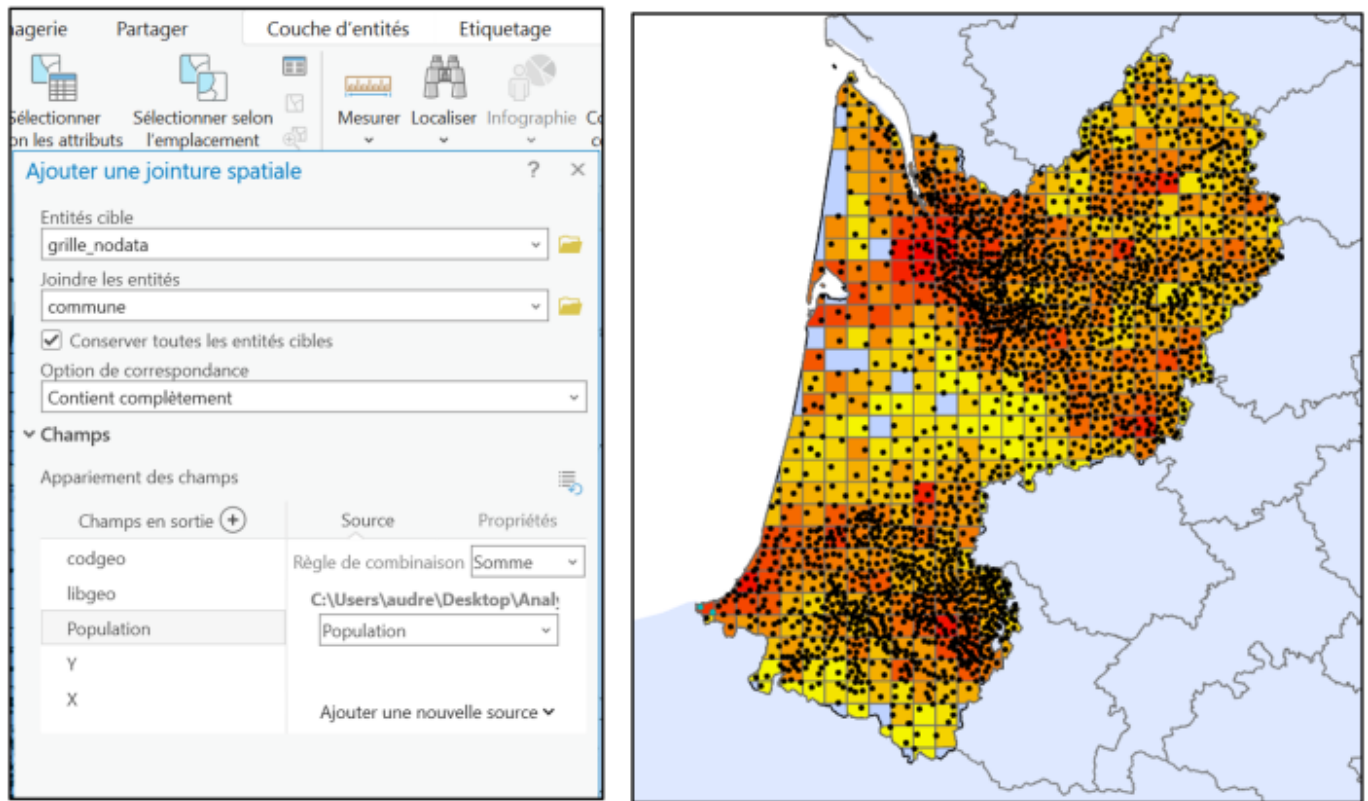 Partager Couche d'entités Etiquetage
Sélectionner selon Mesurer Localiser Infographie
les attributs l'emplacement
Ajouter une jointure spatiale ? ×
Entités cible
grille_nodata
Joindre les entités
commune
Conserver toutes les entités cibles
Option de correspondance
Contient complètement
Champs
Appariement des champs
Champs en sortie Source Propriétés
codgeo Règle de combinaison Somme
libgeo C:\Users\audre\Desktop\Anal
Population Population
Y
X Ajouter une nouvelle source